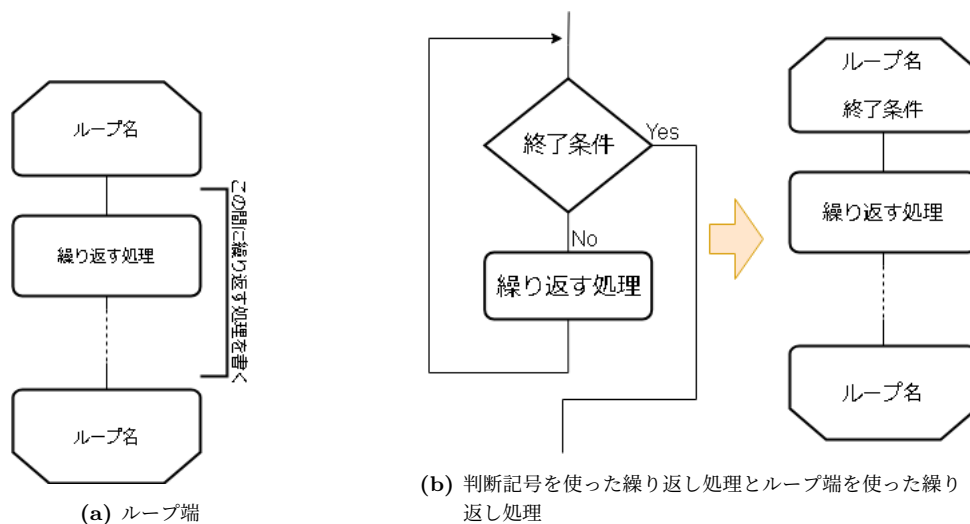 ループ名
繰り返す処理
この間に繰り返す処理を書く
ループ名
(a) ループ端
終了条件
Yes
No
繰り返す処理
ループ名
終了条件
繰り返す処理
ループ名
(b) 判断記号を使った繰り返し処理とループ端を使った繰り
返し処理